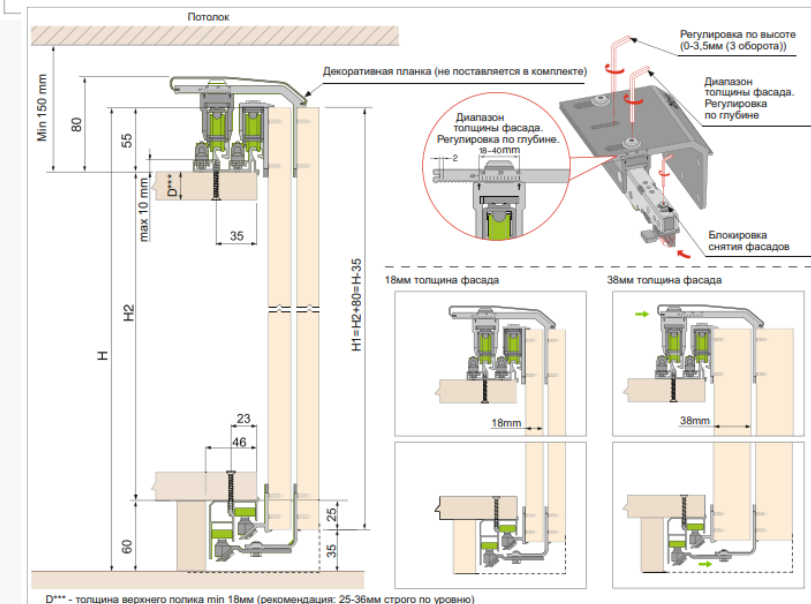 Потолок
Min 150 mm
80
55
max 10 mm
D***
35
Декоративная планка (не поставляется в комплекте)
H
H2
H1=H2+80=H-35
23
46
60
25
35
Диапазон
толщины фасада.
Регулировка по глубине.
18-40mm
2
Регулировка по высоте
(0-3,5мм (3 оборота))
Диапазон
толщины фасада.
Регулировка
по глубине
Блокировка
снятия фасадов
18мм толщина фасада
38мм толщина фасада
18mm
38mm
D*** - толщина верхнего полика min 18мм (рекомендация: 25-36мм строго по уровню)